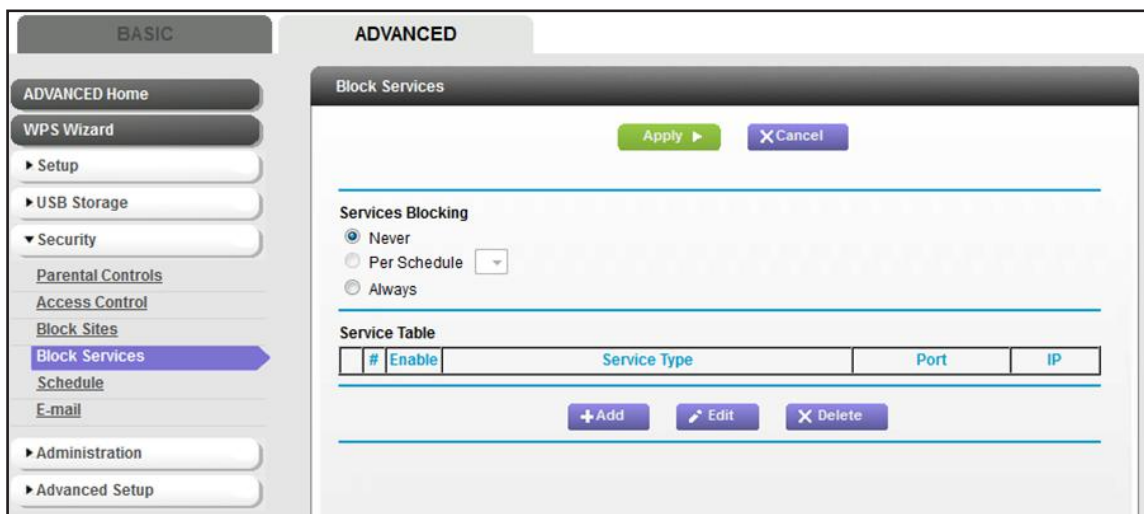 BASIC
ADVANCED
ADVANCED Home
WPS Wizard
Setup
USB Storage
Security
Parental Controls
Access Control
Block Sites
Block Services
Schedule
E-mail
Administration
Advanced Setup
Block Services
Apply
Cancel
Services Blocking
Never
Per Schedule
Always
Service Table
# Enable Service Type Port IP
Add Edit Delete